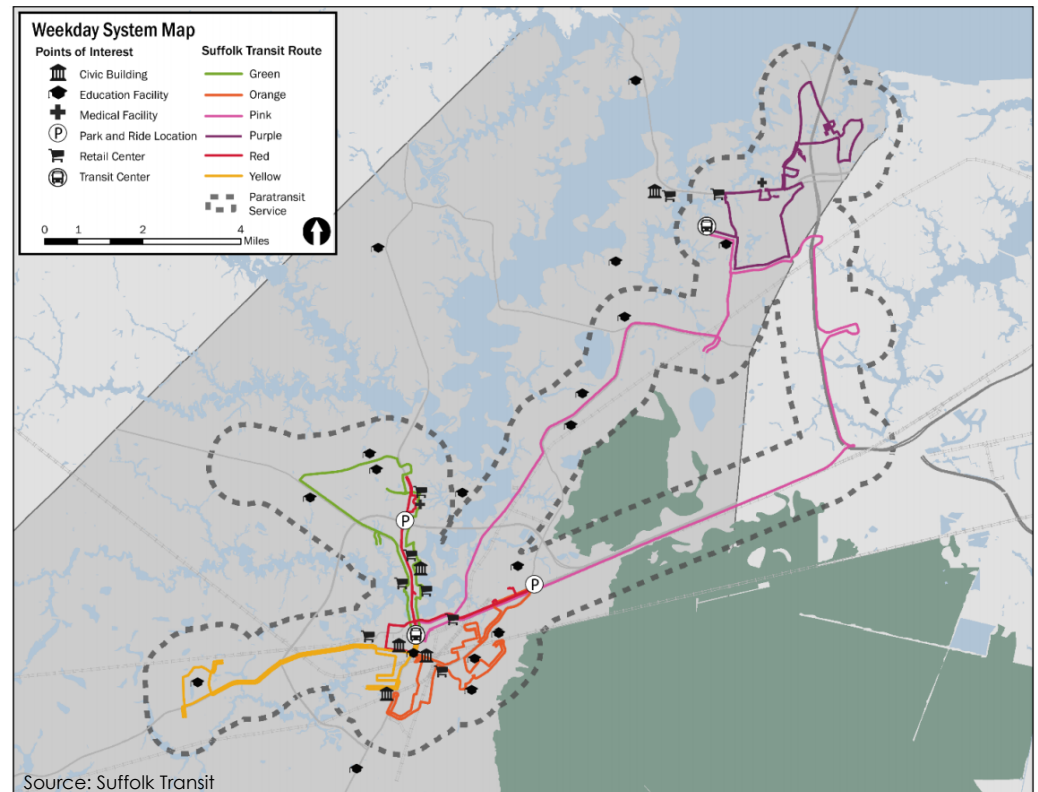 Weekday System Map
Points of Interest
Civic Building
Education Facility
Medical Facility
P Park and Ride Location
Retail Center
Transit Center
Suffolk Transit Route
Green
Orange
Pink
Purple
Red
Yellow
Paratransit
Service
0 1 2 4
Miles
P
P
Source: Suffolk Transit